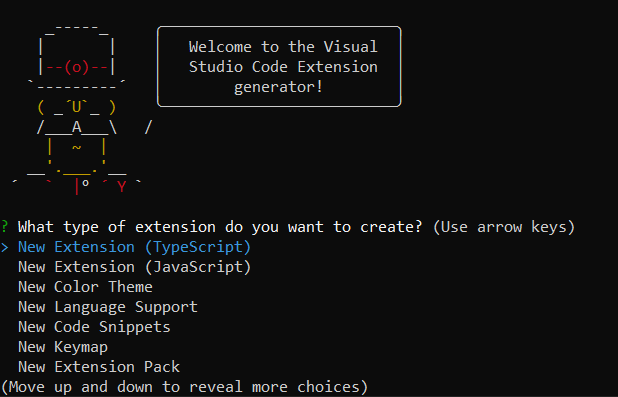 Welcome to the Visual
Studio Code Extension
generator!
? What type of extension do you want to create? (Use arrow keys)
> New Extension (TypeScript)
New Extension (JavaScript)
New Color Theme
New Language Support
New Code Snippets
New Keymap
New Extension Pack
(Move up and down to reveal more choices)